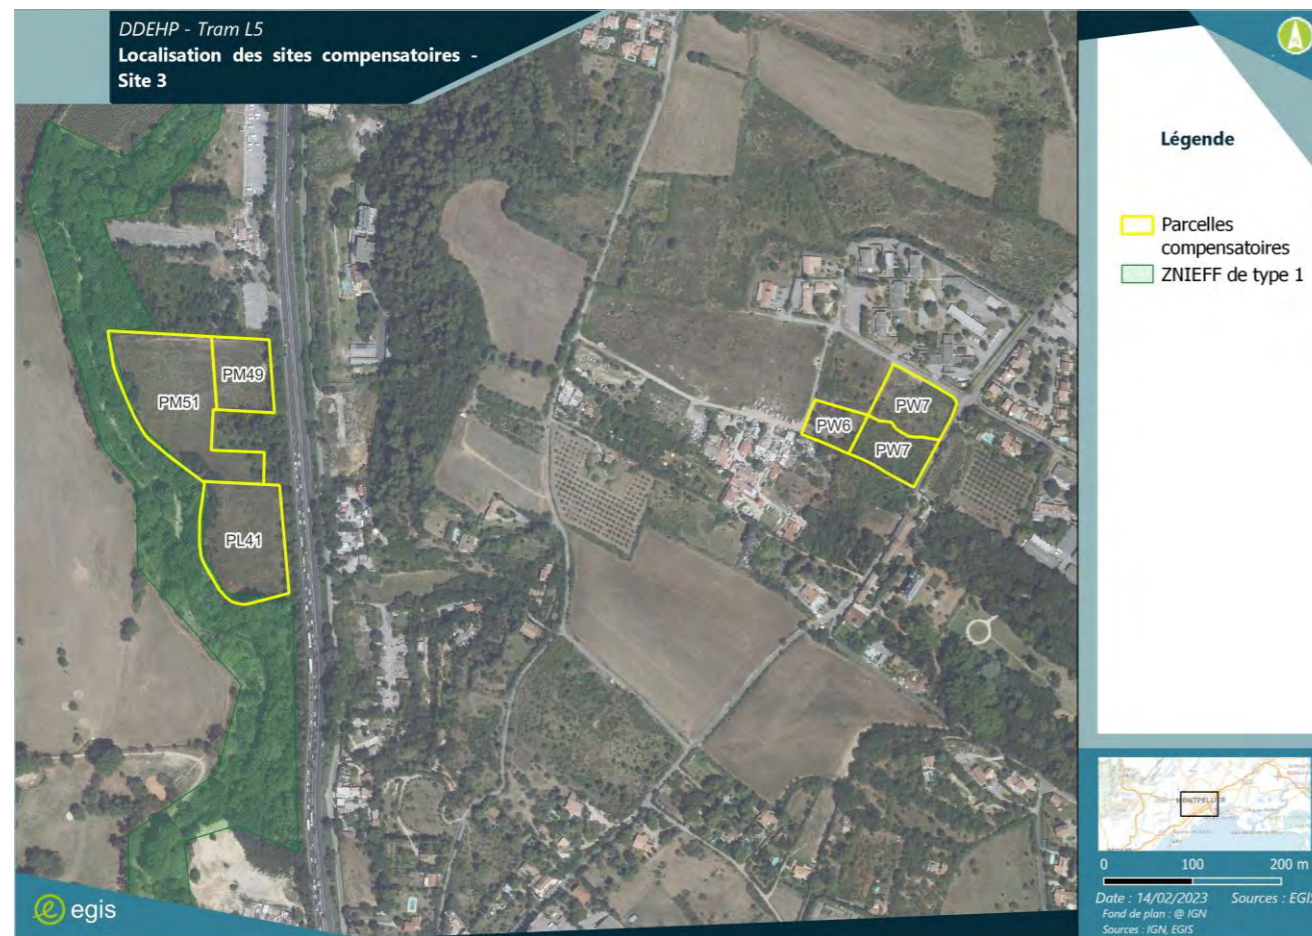 DDEHP - Tram L5
Localisation des sites compensatoires -
Site 3
N
Légende
Parcelles
compensatoires
ZNIEFF de type 1
PM49
PM51
PL41
PW7
PW6
PW7
MONTPELLIER
0 100 200 m
Date : 14/02/2023 Sources : EGIS
Fond de plan : @ IGN
Sources : IGN, EGIS
e egis